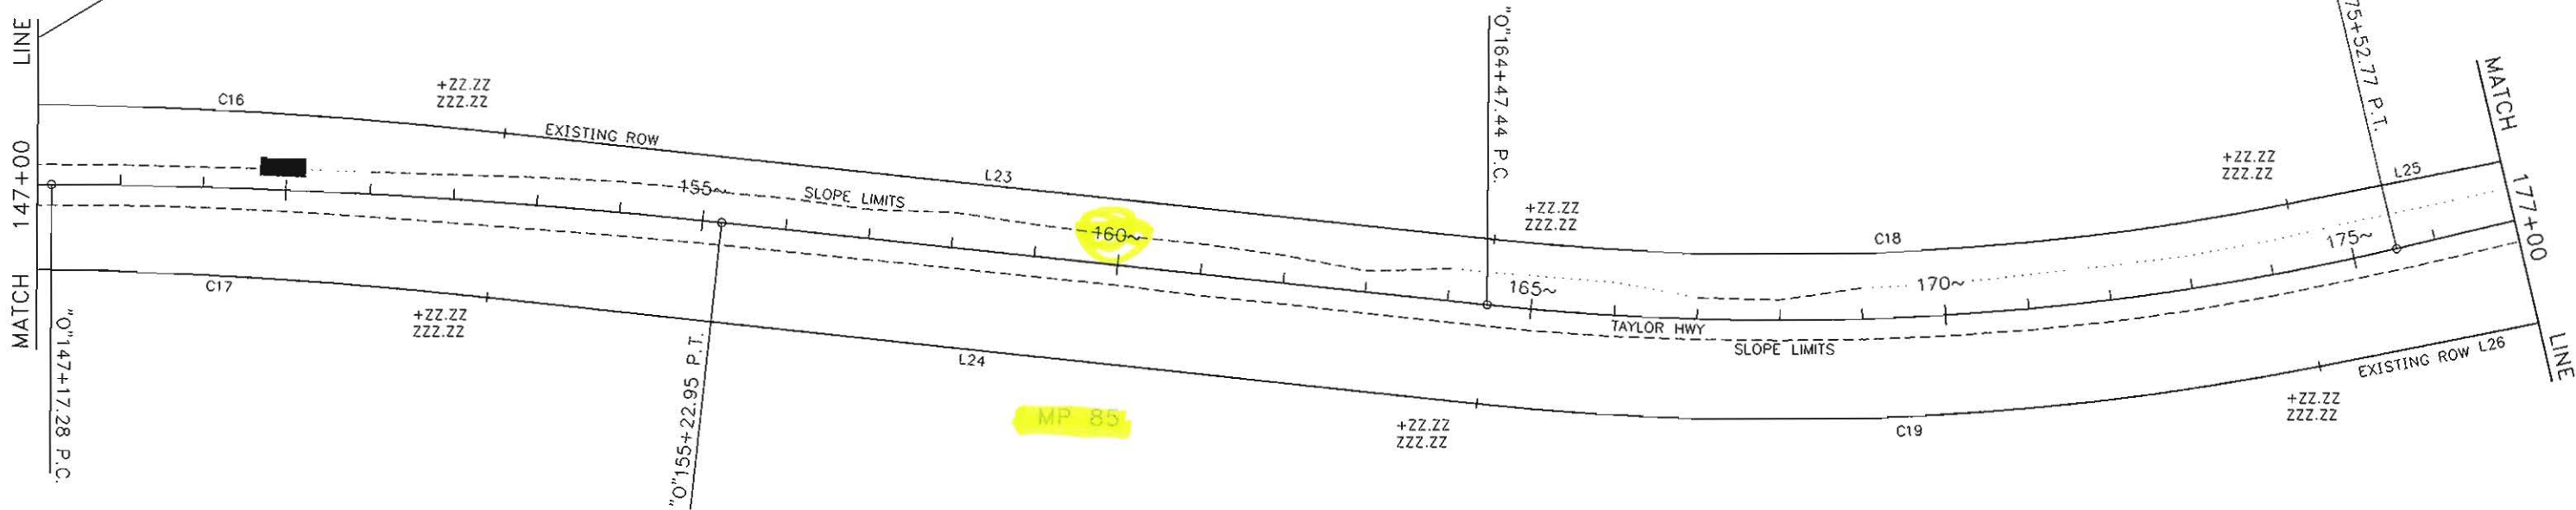 MATCH LINE
147+00
C16
+ZZ.ZZ
ZZZ.ZZ
EXISTING ROW
"O"147+17.28 P.C.
C17
+ZZ.ZZ
ZZZ.ZZ
155~
SLOPE LIMITS
L23
160~
"O"155+22.95 P.T.
L24
MP 85
"O"164+47.44 P.C.
+ZZ.ZZ
ZZZ.ZZ
165~
TAYLOR HWY
SLOPE LIMITS
+ZZ.ZZ
ZZZ.ZZ
C18
170~
C19
+ZZ.ZZ
ZZZ.ZZ
75+52.77 P.T.
175~
L25
EXISTING ROW L26
+ZZ.ZZ
ZZZ.ZZ
MATCH LINE
177+00